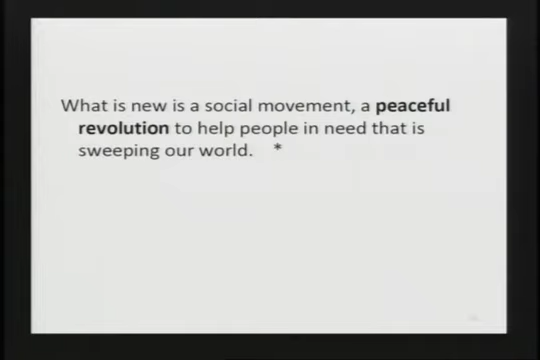 What is new is a social movement, a peaceful
revolution to help people in need that is
sweeping our world. *